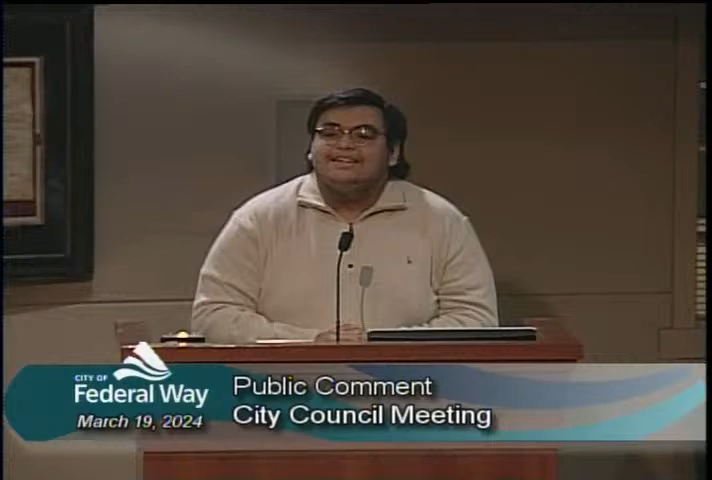 CITY OF
Federal Way
March 19, 2024
Public Comment
City Council Meeting